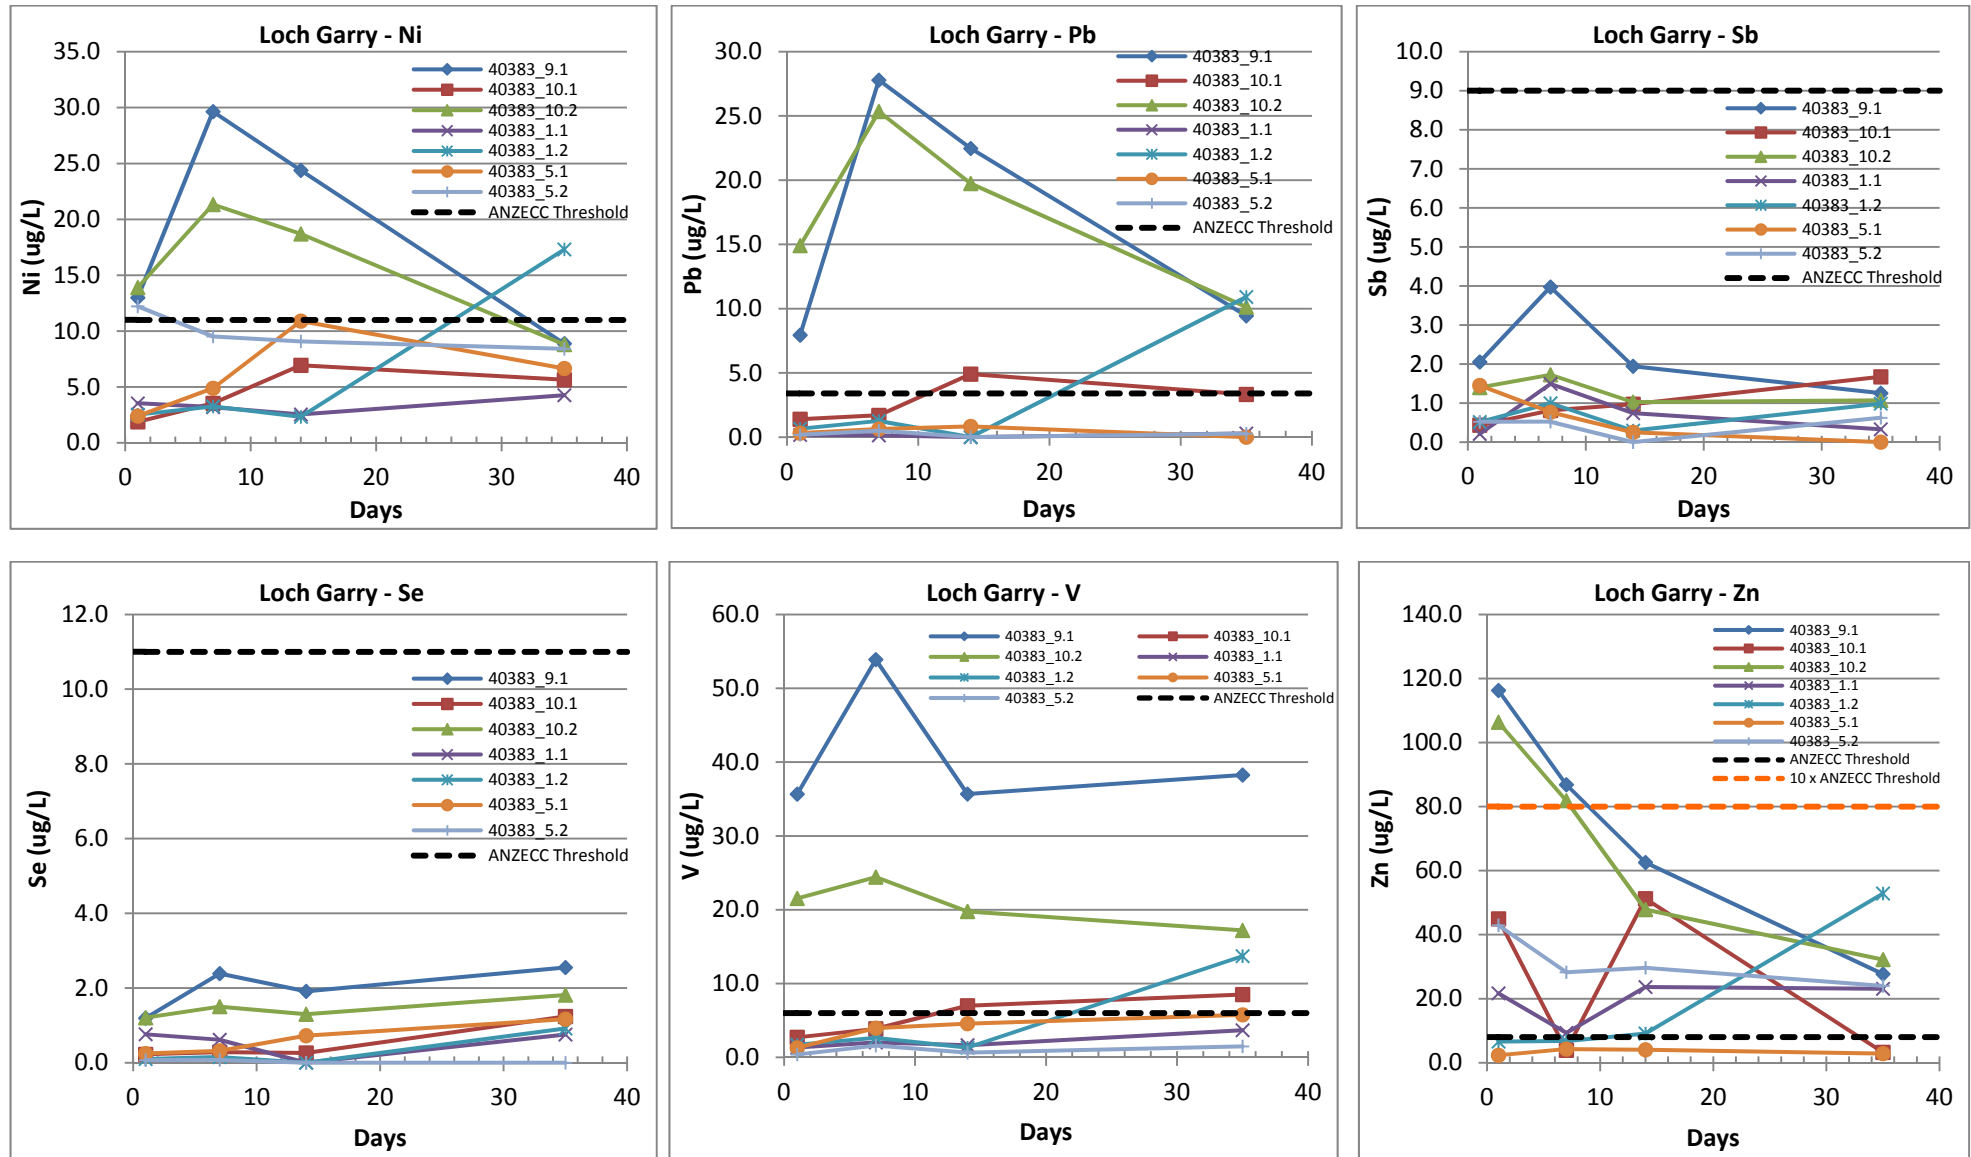 Loch Garry - Ni
35.0
30.0
25.0
20.0
15.0
10.0
5.0
0.0
0 10 20 30 40
Ni (ug/L)
Days
40383_9.1
40383_10.1
40383_10.2
40383_1.1
40383_1.2
40383_5.1
40383_5.2
ANZECC Threshold
Loch Garry - Pb
30.0
25.0
20.0
15.0
10.0
5.0
0.0
0 10 20 30 40
Pb (ug/L)
Days
40383_9.1
40383_10.1
40383_10.2
40383_1.1
40383_1.2
40383_5.1
40383_5.2
ANZECC Threshold
Loch Garry - Sb
10.0
9.0
8.0
7.0
6.0
5.0
4.0
3.0
2.0
1.0
0.0
0 10 20 30 40
Sb (ug/L)
Days
40383_9.1
40383_10.1
40383_10.2
40383_1.1
40383_1.2
40383_5.1
40383_5.2
ANZECC Threshold
Loch Garry - Se
12.0
10.0
8.0
6.0
4.0
2.0
0.0
0 10 20 30 40
Se (ug/L)
Days
40383_9.1
40383_10.1
40383_10.2
40383_1.1
40383_1.2
40383_5.1
40383_5.2
ANZECC Threshold
Loch Garry - V
60.0
50.0
40.0
30.0
20.0
10.0
0.0
0 10 20 30 40
V (ug/L)
Days
40383_9.1 40383_10.1
40383_10.2 40383_1.1
40383_1.2 40383_5.1
40383_5.2 ANZECC Threshold
Loch Garry - Zn
140.0
120.0
100.0
80.0
60.0
40.0
20.0
0.0
0 10 20 30 40
Zn (ug/L)
Days
40383_9.1
40383_10.1
40383_10.2
40383_1.1
40383_1.2
40383_5.1
40383_5.2
ANZECC Threshold
10 x ANZECC Threshold